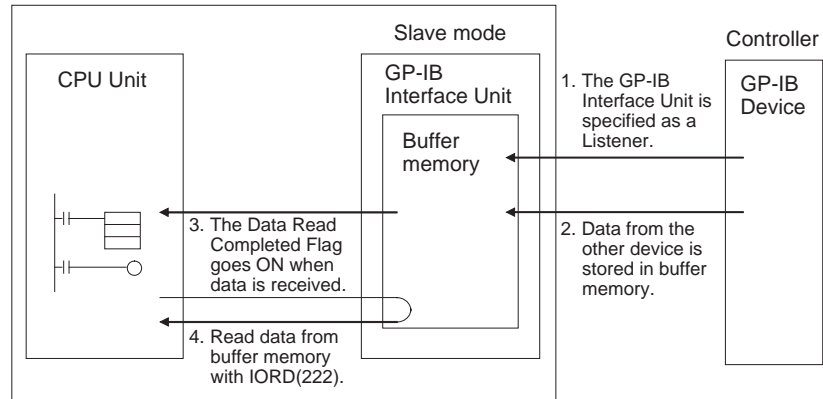 Slave mode
Controller
CPU Unit
GP-IB
Interface Unit
Buffer
memory
1. The GP-IB
Interface Unit is
specified as a
Listener.
GP-IB
Device
2. Data from the
other device is
stored in buffer
memory.
3. The Data Read
Completed Flag
goes ON when
data is received.
4. Read data from
buffer memory
with IORD(222).